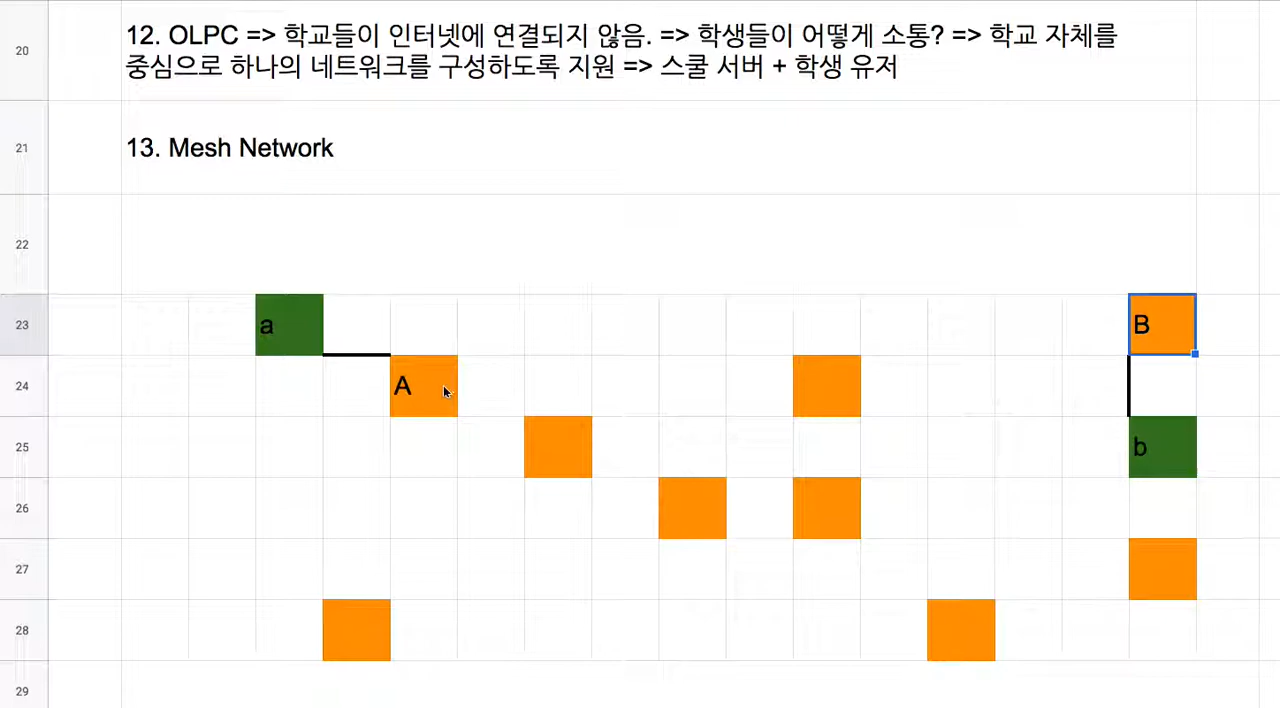 20
12. OLPC => 학교들이 인터넷에 연결되지 않음. => 학생들이 어떻게 소통? => 학교 자체를
중심으로 하나의 네트워크를 구성하도록 지원 => 스쿨 서버 + 학생 유저
21
13. Mesh Network
22
23
a
B
24
A
25
b
26
27
28
29